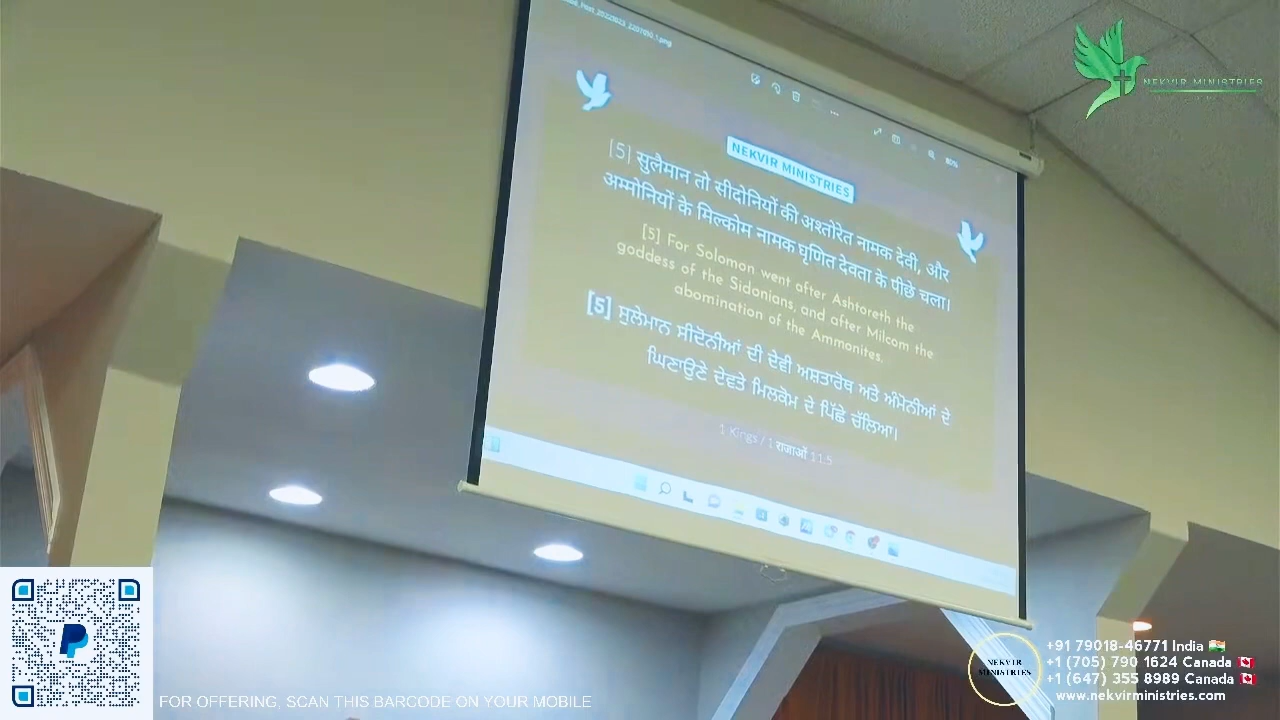 NEKVIR MINISTRIES
NEKVIR MINISTRIES
[5] सुलैमान तो सीदोनियों की अश्तोरेत नामक देवी, और
अम्मोनियों के मिल्कोम नामक घृणित देवता के पीछे चला।
[5] For Solomon went after Ashtoreth the
goddess of the Sidonians, and after Milcom the
abomination of the Ammonites.
[5] ਸੁਲੇਮਾਨ ਸੀਦੋਨੀਆਂ ਦੀ ਦੇਵੀ ਅਸ਼ਤਾਰੋਥ ਅਤੇ ਅੰਮੋਨੀਆਂ ਦੇ
ਘਿਣਾਉਣੇ ਦੇਵਤੇ ਮਿਲਕੋਮ ਦੇ ਪਿੱਛੇ ਚੱਲਿਆ।
1 Kings / 1 राजाओं 11:5
NEKVIR
MINISTRIES
+91 79018-46771 India
+1 (705) 790 1624 Canada
+1 (647) 355 8989 Canada
www.nekvirministries.com
FOR OFFERING, SCAN THIS BARCODE ON YOUR MOBILE